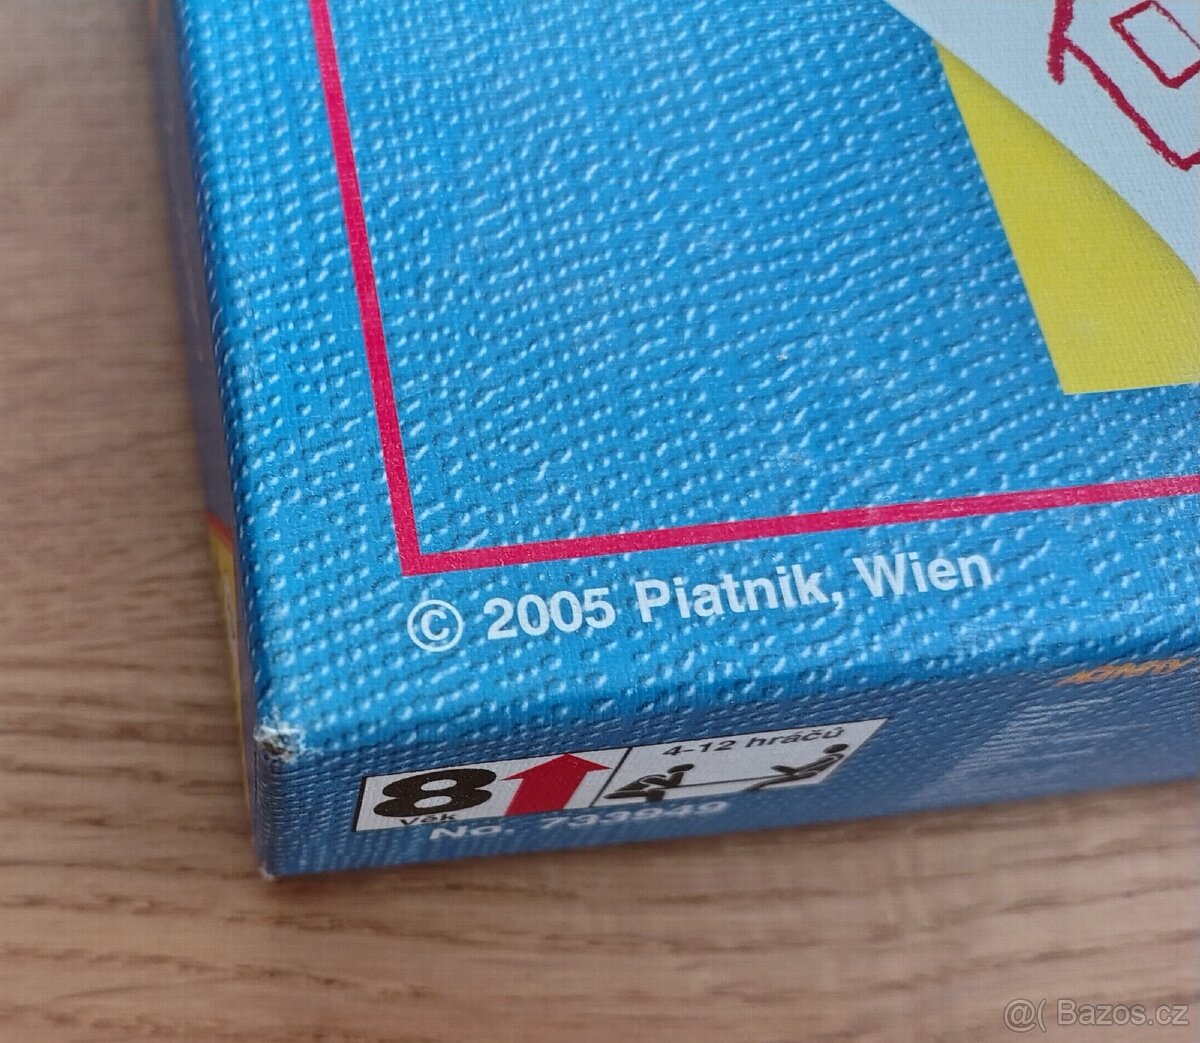 © 2005 Piatnik, Wien
8
Věk
4-12 hráčů
No. 733949
@( Bazos.cz